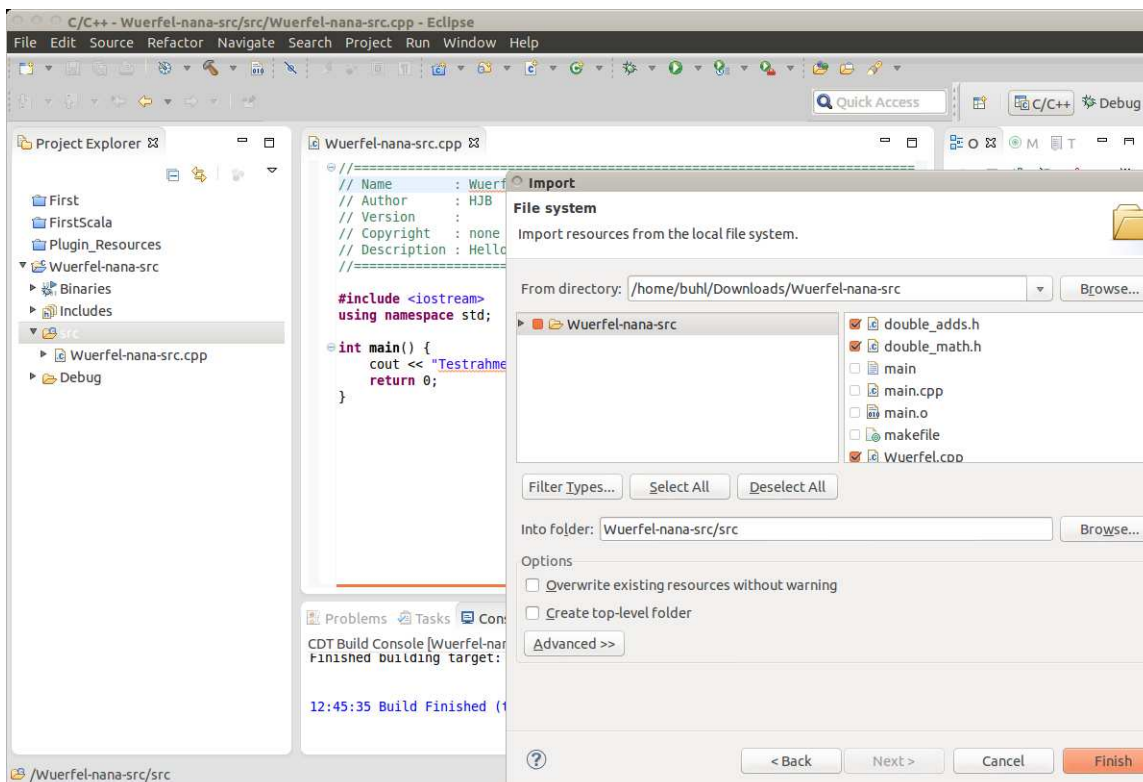 C/C++ - Wuerfel-nana-src/src/Wuerfel-nana-src.cpp - Eclipse
File Edit Source Refactor Navigate Search Project Run Window Help
Quick Access
C/C++
Debug
Project Explorer
First
FirstScala
Plugin_Resources
Wuerfel-nana-src
Binaries
Includes
src
Wuerfel-nana-src.cpp
Debug
Wuerfel-nana-src.cpp
//==============================================================================
// Name : Wuerf
// Author : HJB
// Version :
// Copyright : none
// Description : Hello
//=====================
#include <iostream>
using namespace std;
int main() {
cout << "Testrahme
return 0;
}
O M T
Problems Tasks Con
CDT Build Console [Wuerfel-nar
Finished building target:
12:45:35 Build Finished (t
Import
File system
Import resources from the local file system.
From directory: /home/buhl/Downloads/Wuerfel-nana-src
Browse...
Wuerfel-nana-src
double_adds.h
double_math.h
main
main.cpp
main.o
makefile
Wuerfel.cpp
Filter Types... Select All Deselect All
Into folder: Wuerfel-nana-src/src
Browse...
Options
Overwrite existing resources without warning
Create top-level folder
Advanced >>
< Back Next > Cancel Finish
/Wuerfel-nana-src/src